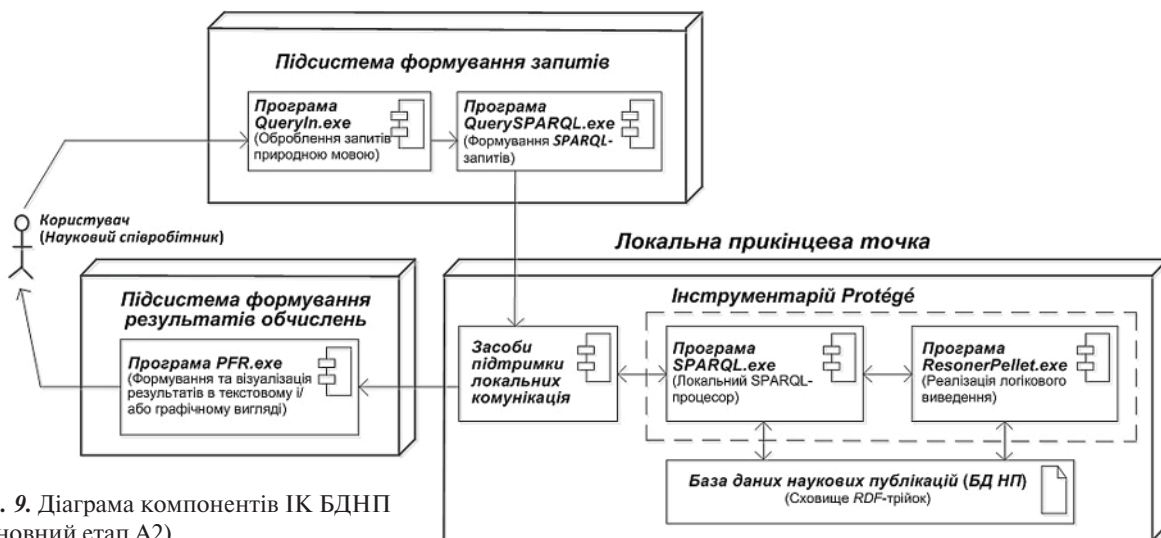 Підсистема формування запитів
Програма
QueryIn.exe
(Оброблення запитів
природною мовою)
Програма
QuerySPARQL.exe
(Формування SPARQL-
запитів)
Користувач
(Науковий співробітник)
Локальна прикінцева точка
Підсистема формування
результатів обчислень
Програма PFR.exe
(Формування та візуалізація
результатів в текстовому і/
або графічному вигляді)
Засоби
підтримки
локальних
комунікація
Інструментарій Protégé
Програма
SPARQL.exe
(Локальний SPARQL-
процесор)
Програма
ResonerPellet.exe
(Реалізація логікового
виведення)
База даних наукових публікацій (БД НП)
(Сховище RDF-трійок)
. 9. Діаграма компонентів ІК БДНП
новний етап А2)